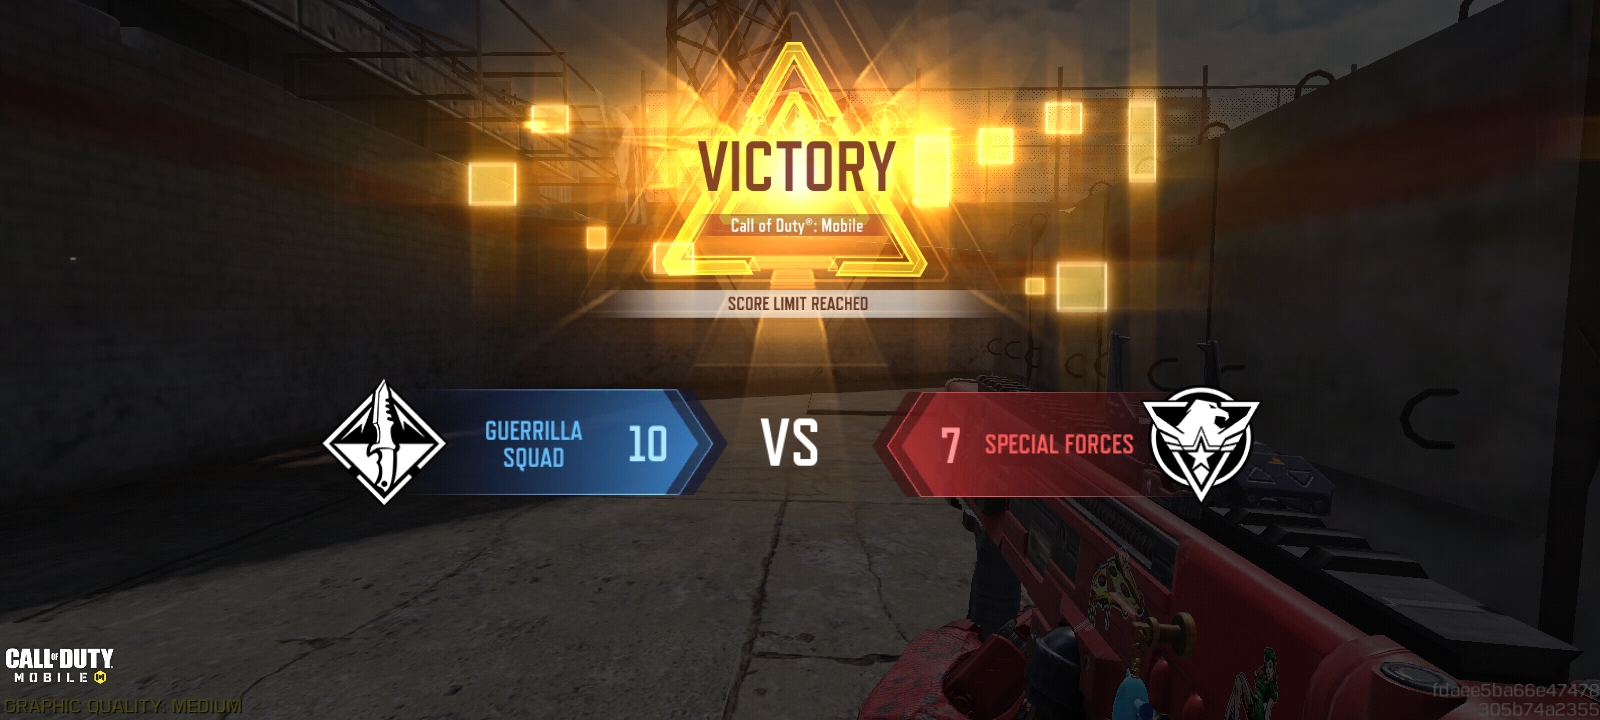 VICTORY
Call of Duty®: Mobile
SCORE LIMIT REACHED
GUERRILLA
SQUAD
10
VS
7
SPECIAL FORCES
CALL OF DUTY
MOBILE
GRAPHIC QUALITY: MEDIUM
fdaee5ba66e47478
305b74a2355